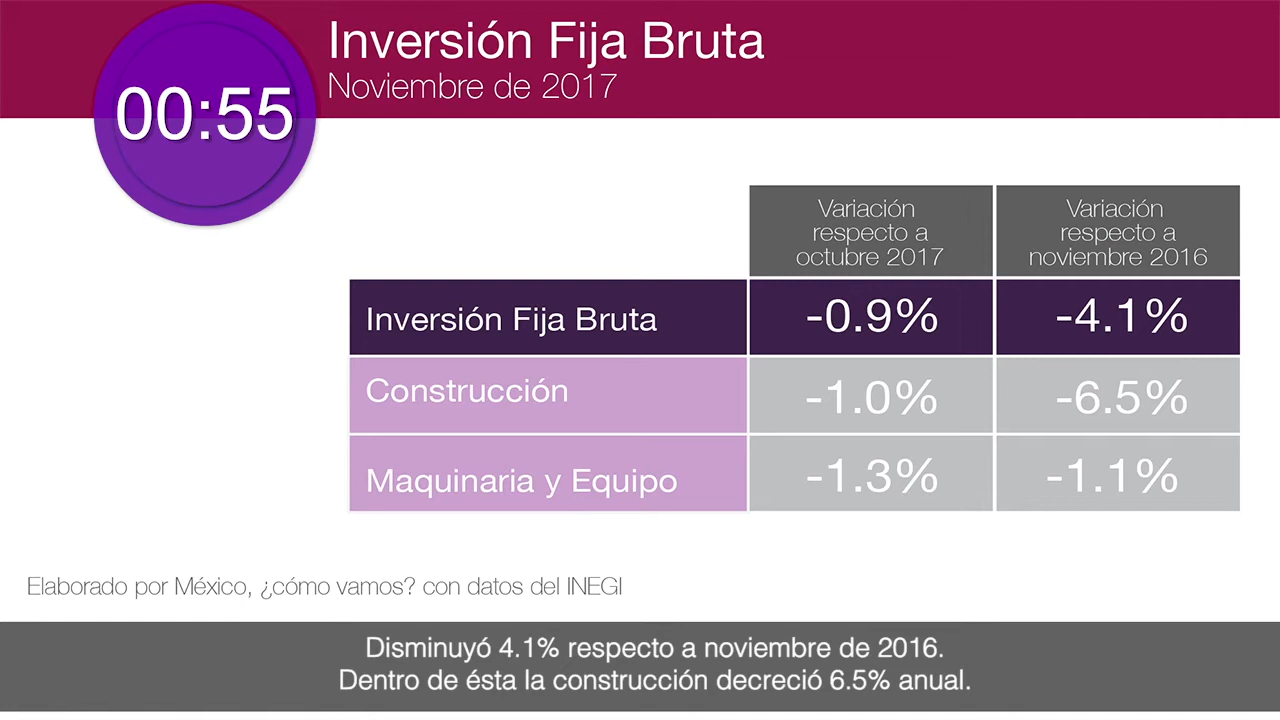 Inversión Fija Bruta
Noviembre de 2017
00:55
Variación
respecto a
octubre 2017
Variación
respecto a
noviembre 2016
Inversión Fija Bruta -0.9% -4.1%
Construcción -1.0% -6.5%
Maquinaria y Equipo -1.3% -1.1%
Elaborado por México, ¿cómo vamos? con datos del INEGI
Disminuyó 4.1% respecto a noviembre de 2016.
Dentro de ésta la construcción decreció 6.5% anual.